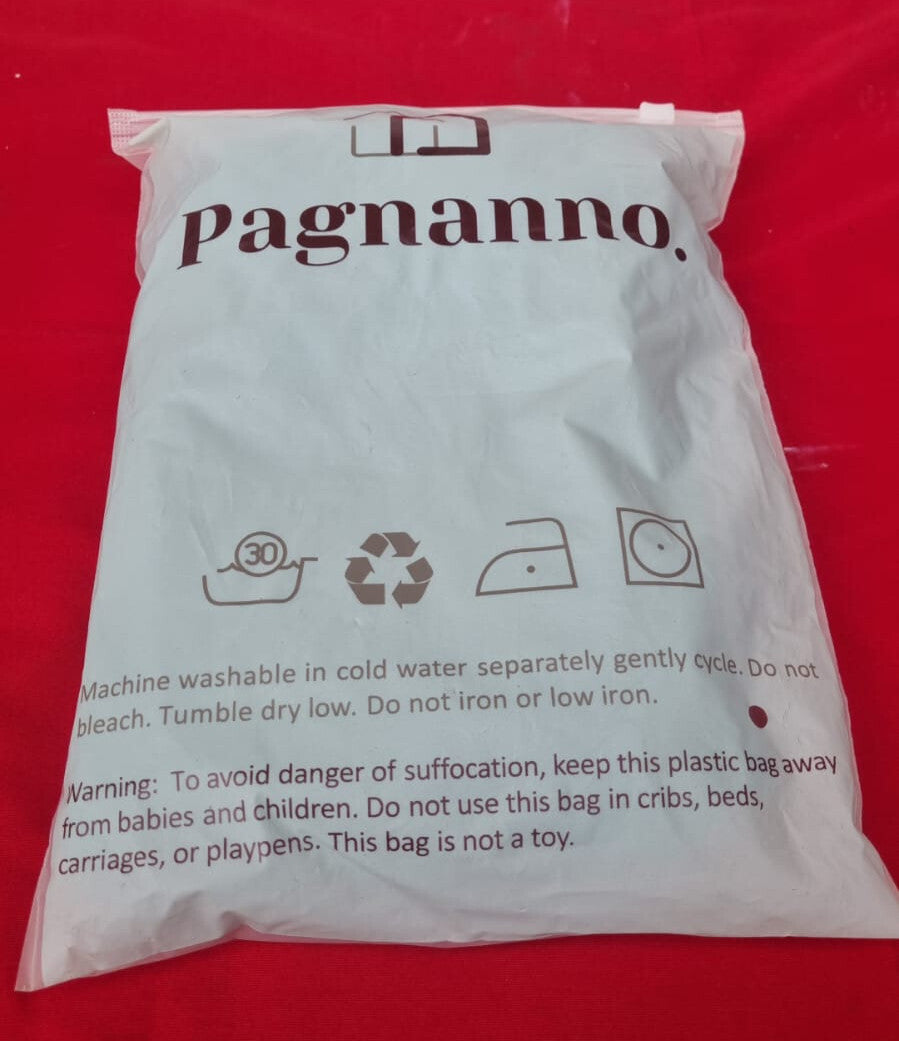 Pagnanno.
30
Machine washable in cold water separately gently cycle. Do not
bleach. Tumble dry low. Do not iron or low iron.
Warning: To avoid danger of suffocation, keep this plastic bag away
from babies and children. Do not use this bag in cribs, beds,
carriages, or playpens. This bag is not a toy.